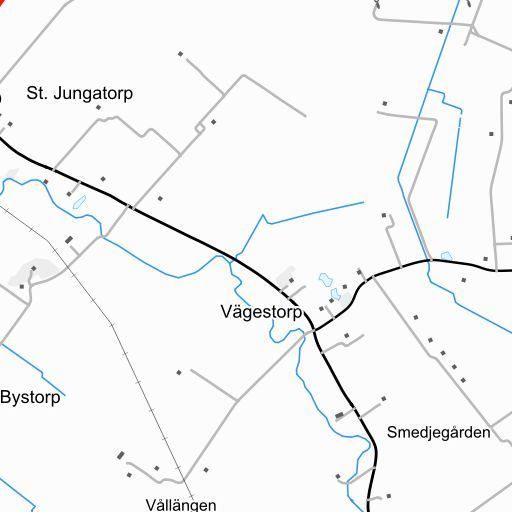 St. Jungatorp
Vägestorp
Bystorp
Smedjegården
Vållängen